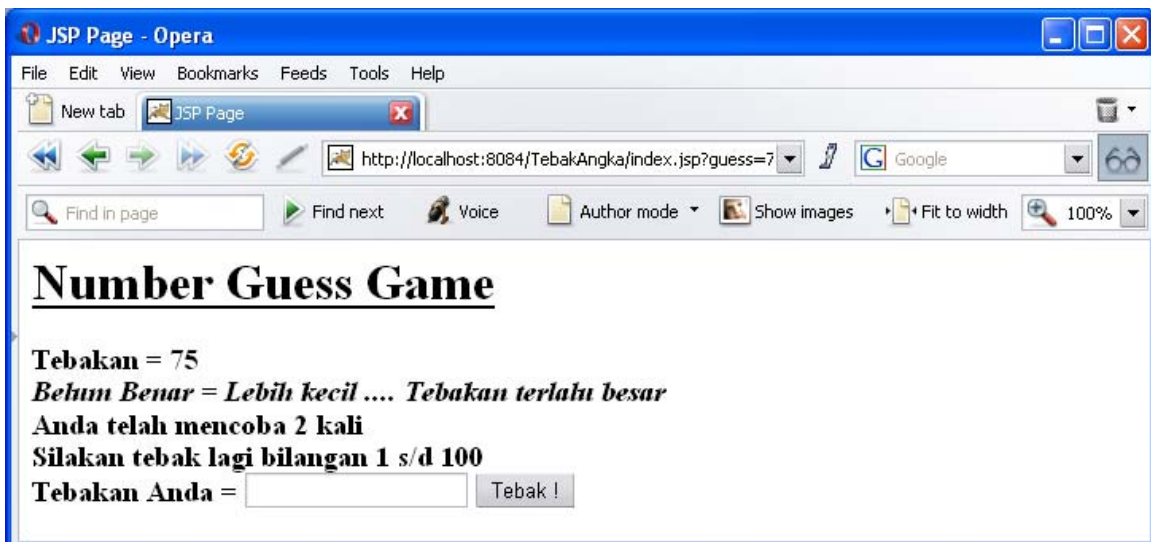 JSP Page - Opera
File Edit View Bookmarks Feeds Tools Help
New tab JSP Page
http://localhost:8084/TebakAngka/index.jsp?guess=7 Google
Find in page Find next Voice Author mode Show images Fit to width 100%
Number Guess Game
Tebakan = 75
Belum Benar = Lebih kecil .... Tebakan terlalu besar
Anda telah mencoba 2 kali
Silakan tebak lagi bilangan 1 s/d 100
Tebakan Anda = Tebak !